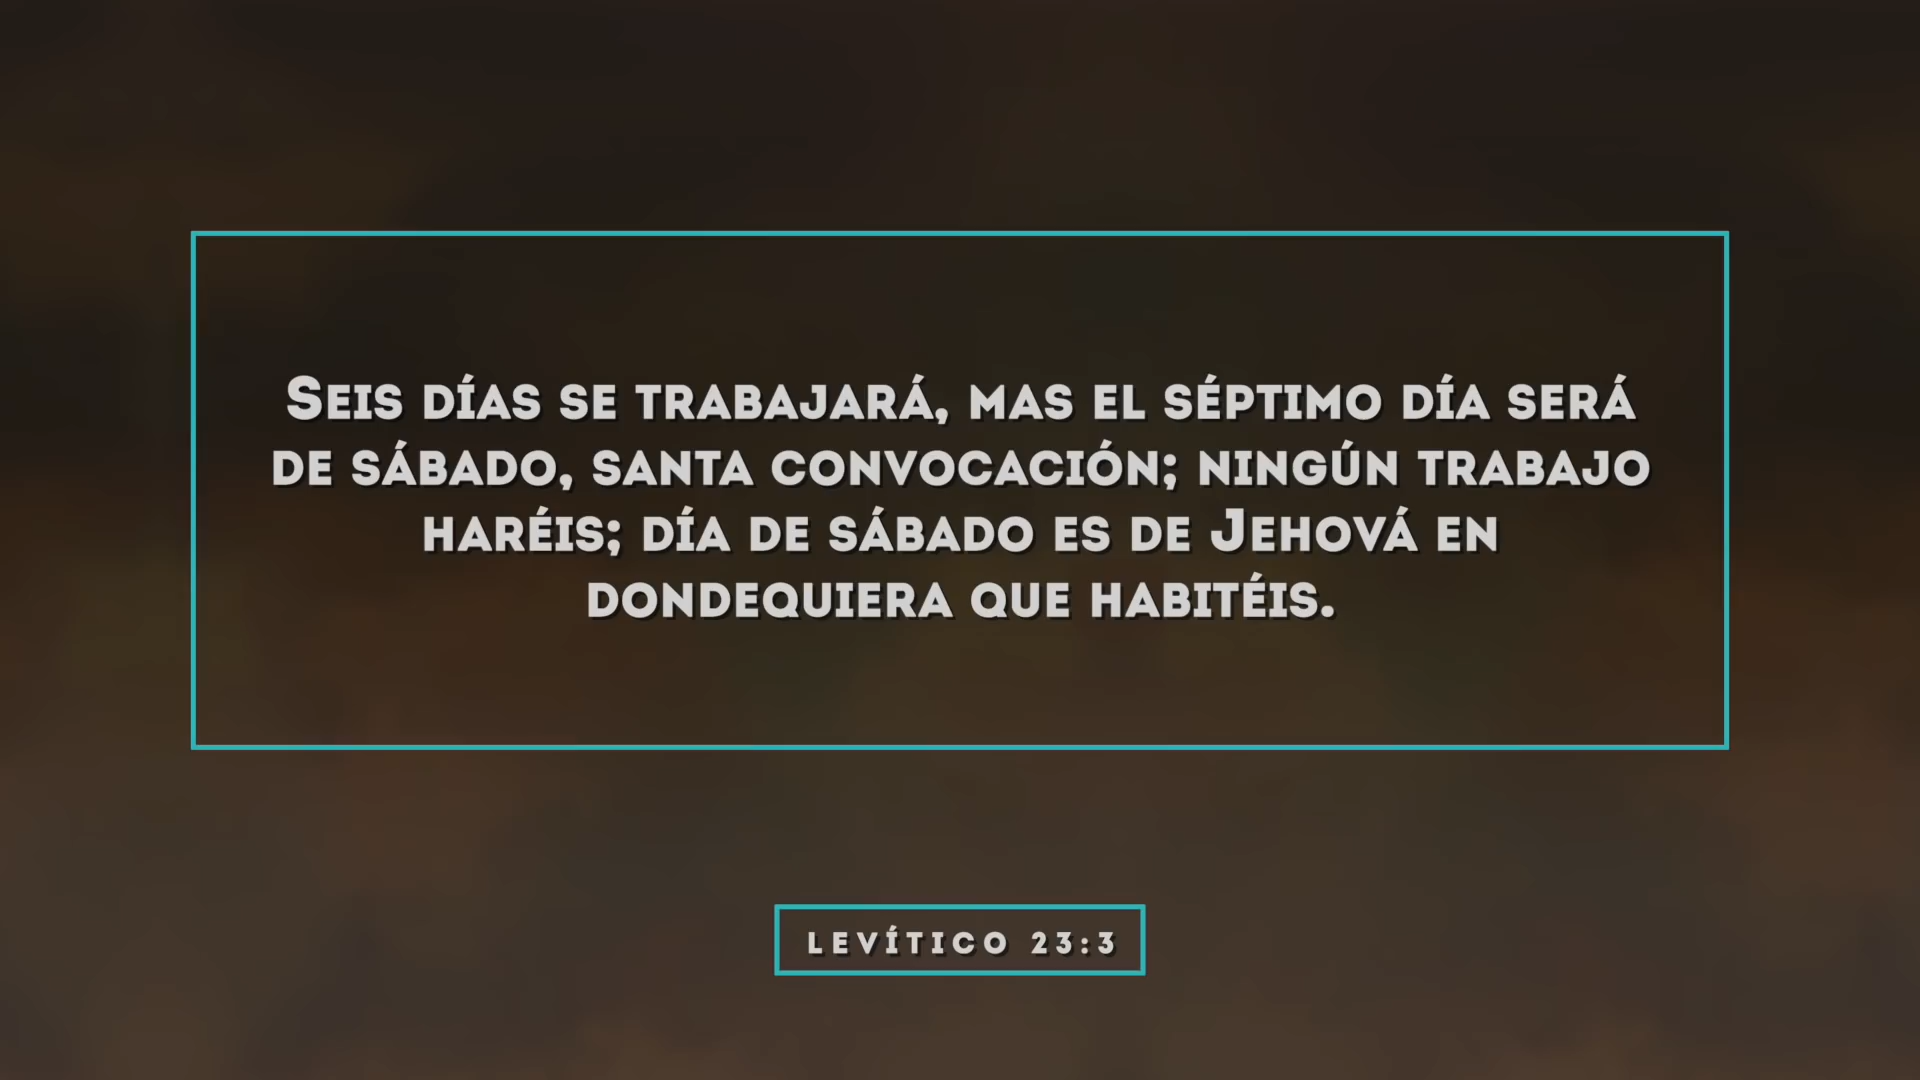 Seis días se trabajará, mas el séptimo día será
de sábado, santa convocación; ningún trabajo
haréis; día de sábado es de Jehová en
dondequiera que habitéis.
LEVÍTICO 23:3